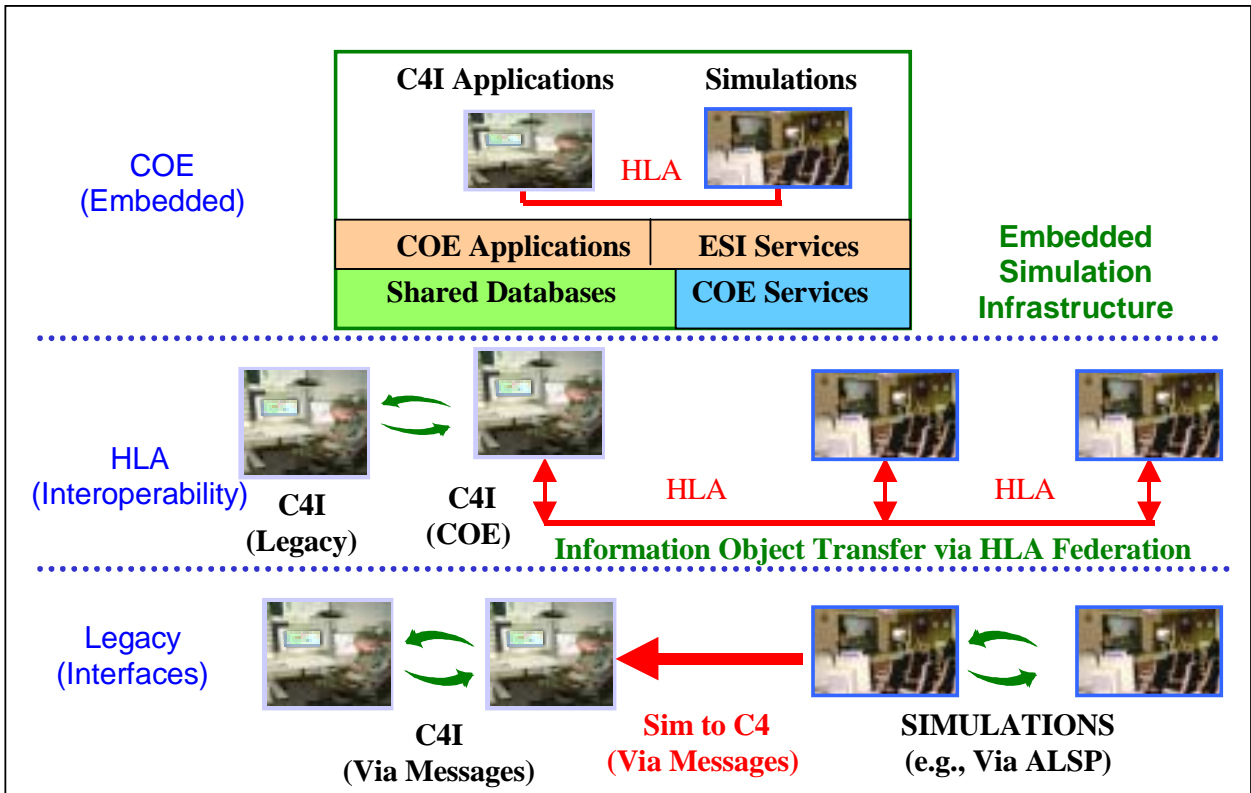 C4I Applications
Simulations
COE
(Embedded)
HLA
COE Applications
ESI Services
Shared Databases
COE Services
Embedded
Simulation
Infrastructure
HLA
(Interoperability)
C4I
(Legacy)
C4I
(COE)
HLA
HLA
Information Object Transfer via HLA Federation
Legacy
(Interfaces)
C4I
(Via Messages)
Sim to C4
(Via Messages)
SIMULATIONS
(e.g., Via ALSP)